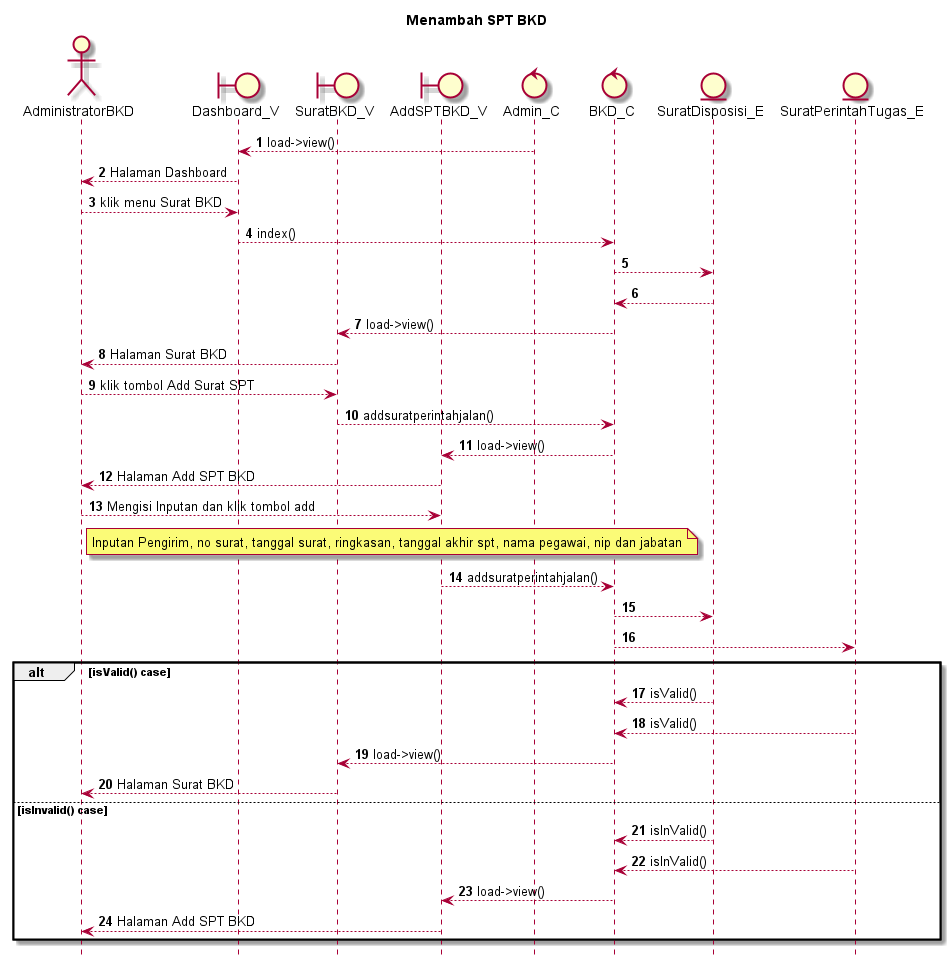 Menambah SPT BKD
AdministratorBKD
Dashboard_V
SuratBKD_V
AddSPTBKD_V
Admin_C
BKD_C
SuratDisposisi_E
SuratPerintahTugas_E
1 load->view()
2 Halaman Dashboard
3 klik menu Surat BKD
4 index()
5
6
7 load->view()
8 Halaman Surat BKD
9 klik tombol Add Surat SPT
10 addsuratperintahjalan()
11 load->view()
12 Halaman Add SPT BKD
13 Mengisi Inputan dan klik tombol add
Inputan Pengirim, no surat, tanggal surat, ringkasan, tanggal akhir spt, nama pegawai, nip dan jabatan
14 addsuratperintahjalan()
15
16
alt [isValid() case]
17 isValid()
18 isValid()
19 load->view()
20 Halaman Surat BKD
[isInvalid() case]
21 isInValid()
22 isInValid()
23 load->view()
24 Halaman Add SPT BKD